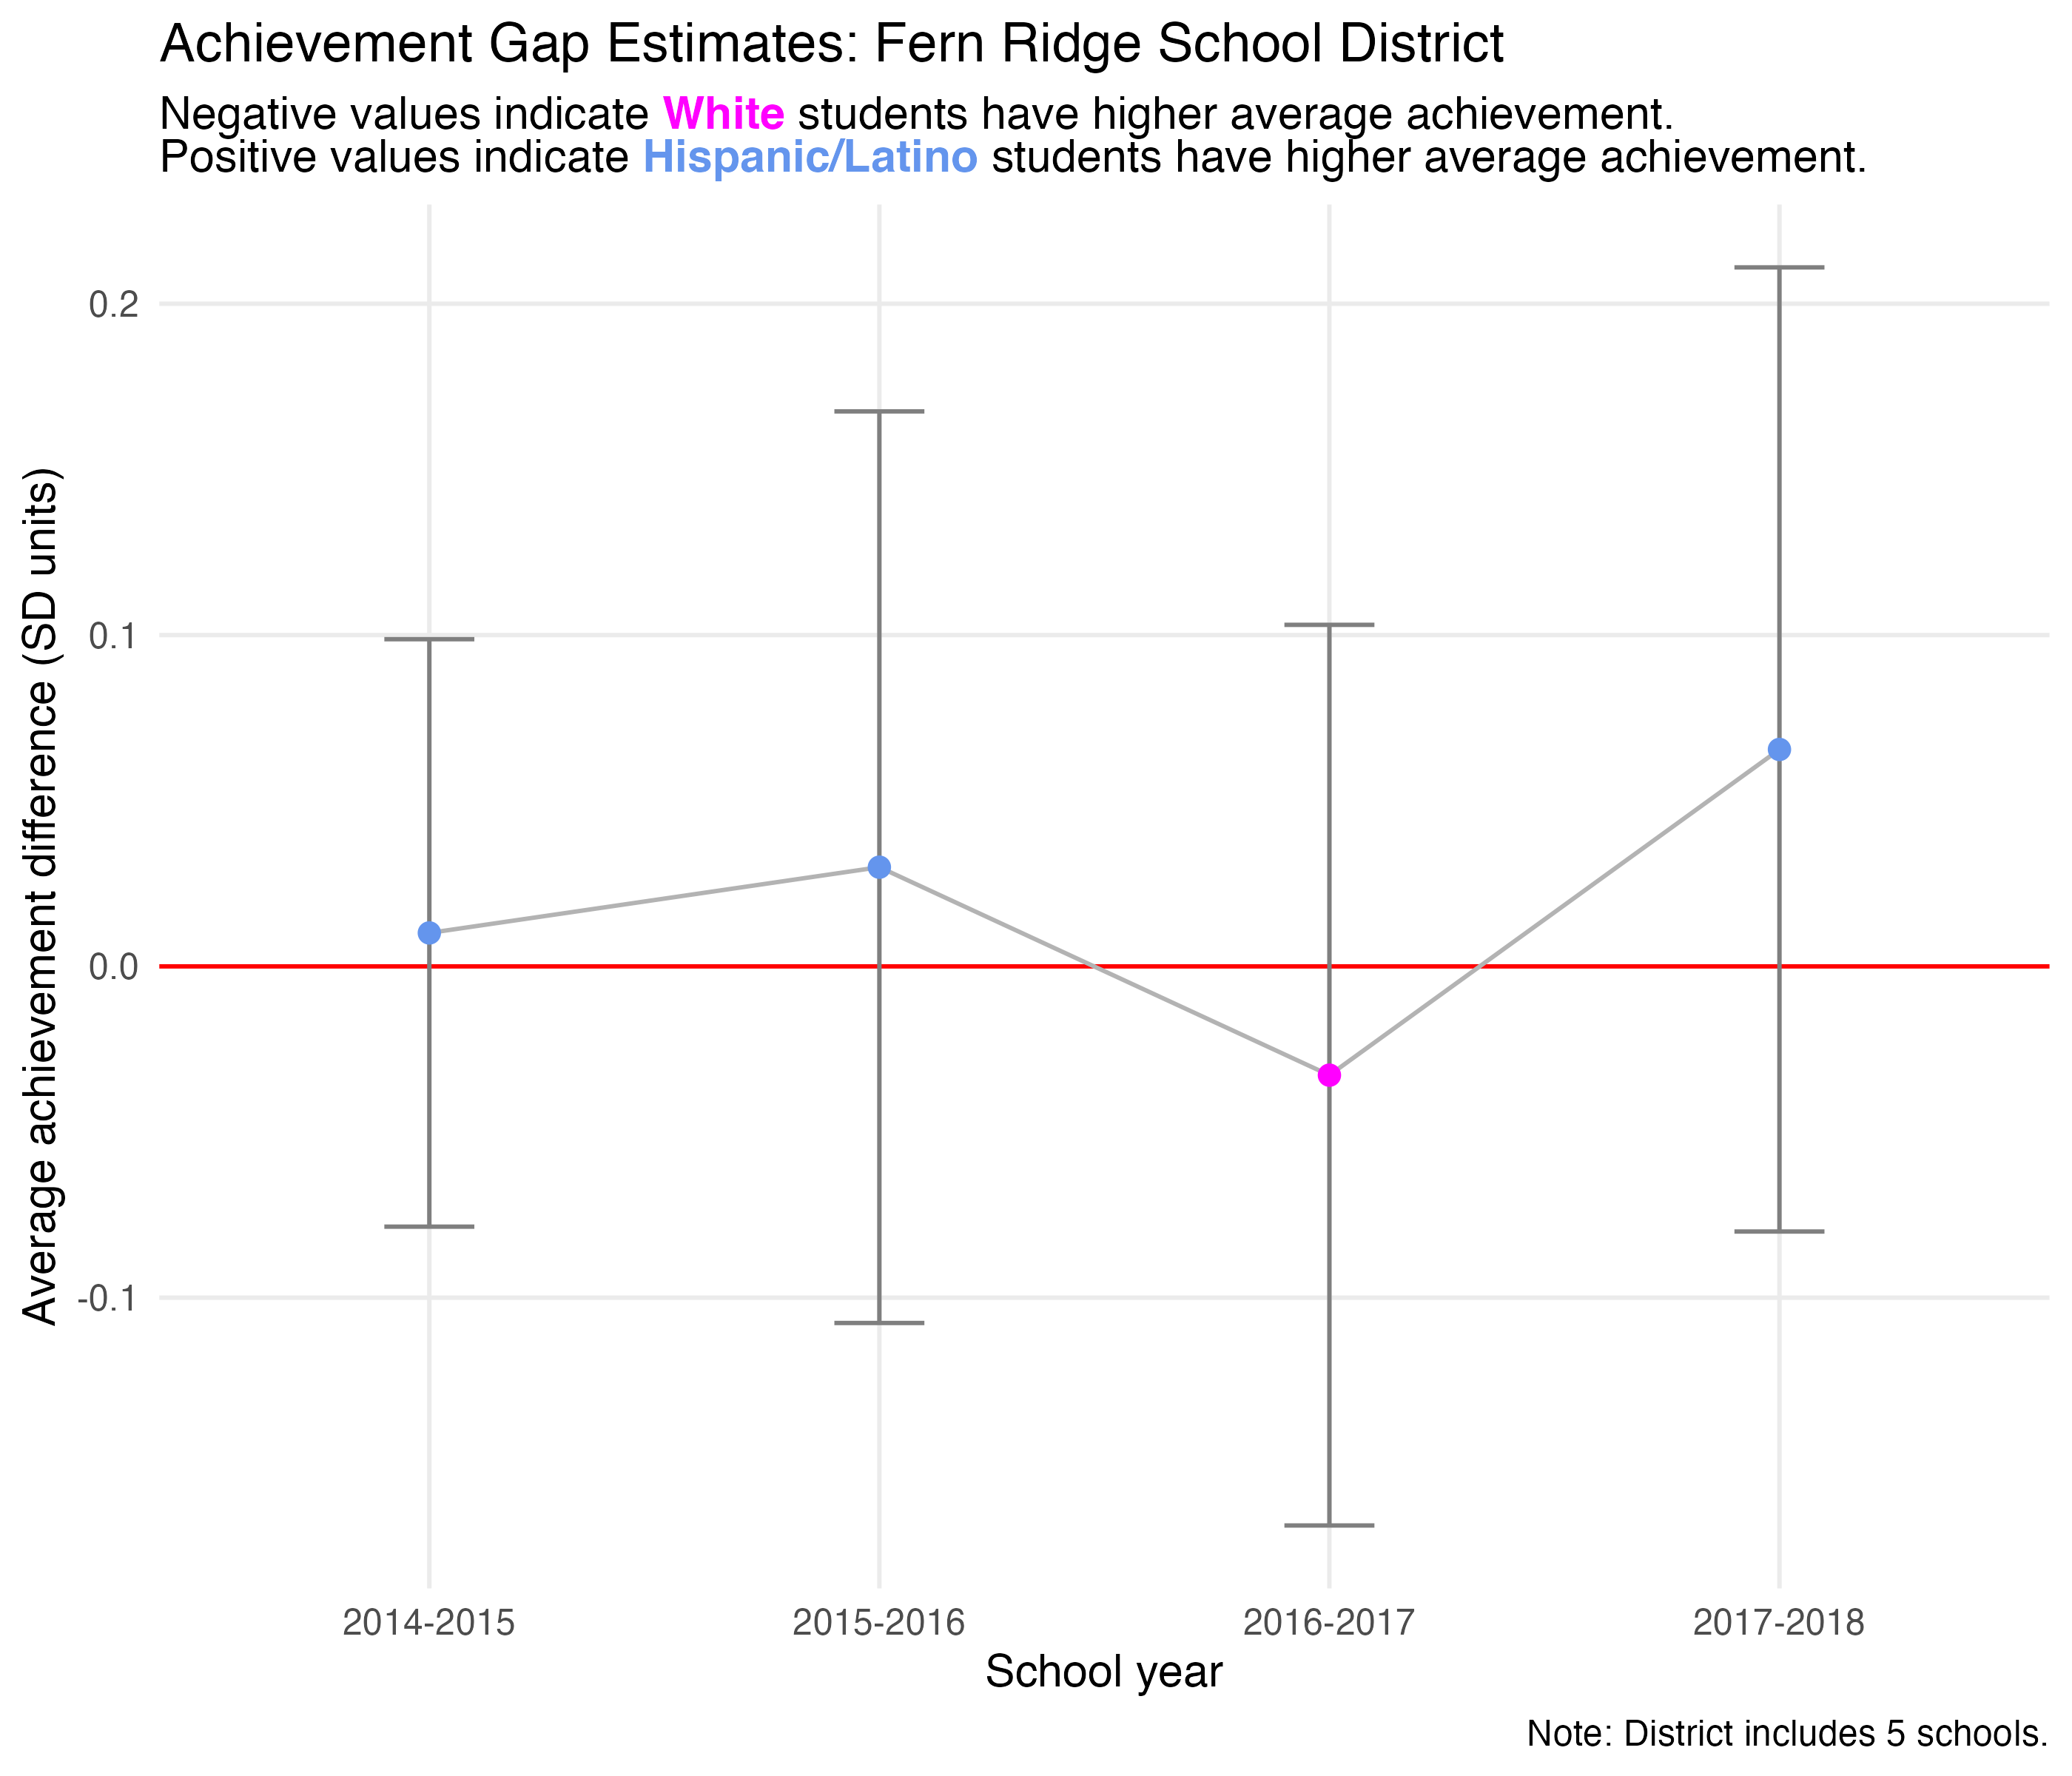 Achievement Gap Estimates: Fern Ridge School District
Negative values indicate White students have higher average achievement.
Positive values indicate Hispanic/Latino students have higher average achievement.
Average achievement difference (SD units)
0.2
0.1
0.0
-0.1
2014-2015
2015-2016
2016-2017
2017-2018
School year
Note: District includes 5 schools.